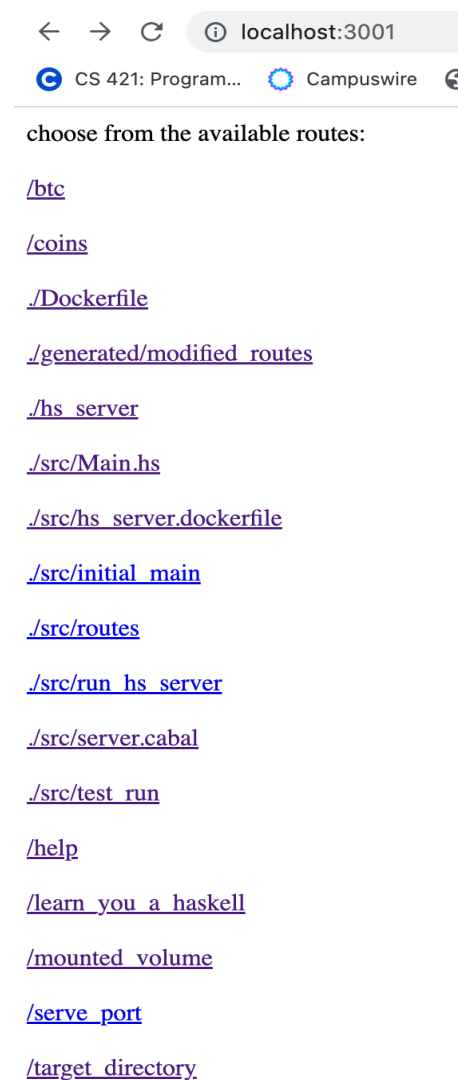 localhost:3001
CS 421: Program... Campuswire
choose from the available routes:
/btc
/coins
./Dockerfile
./generated/modified_routes
./hs_server
./src/Main.hs
./src/hs_server.dockerfile
./src/initial_main
./src/routes
./src/run_hs_server
./src/server.cabal
./src/test_run
/help
/learn_you_a_haskell
/mounted_volume
/serve_port
/target_directory